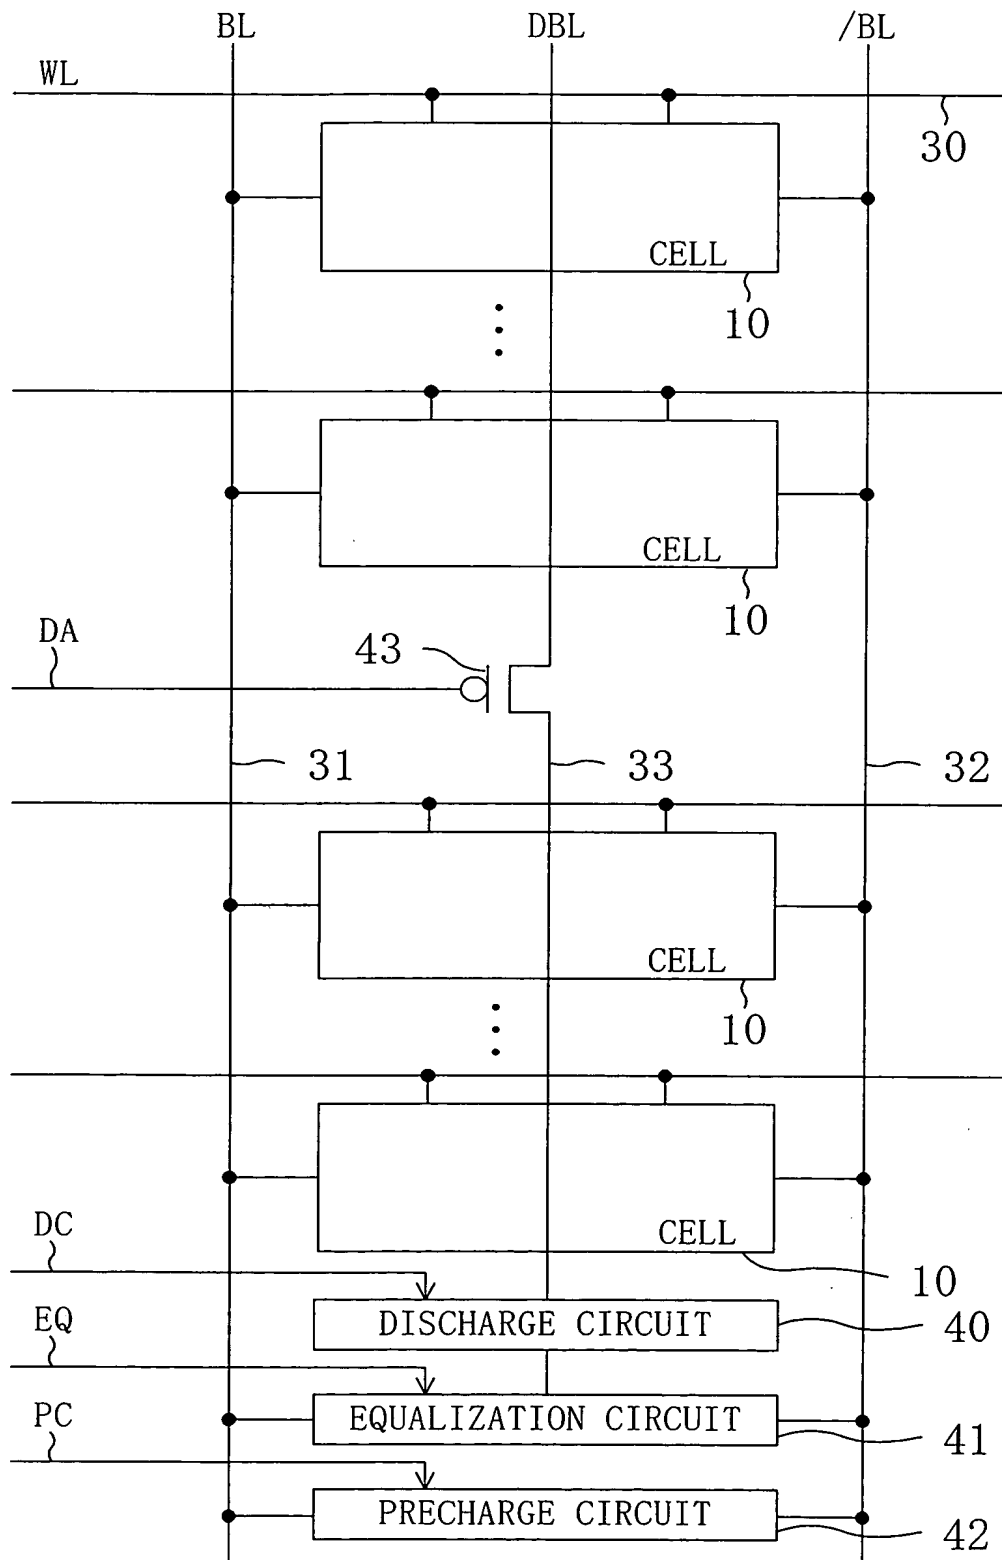 BL DBL /BL
WL
30
CELL
10
CELL
10
DA
43
31 33 32
CELL
10
CELL
DC
10
DISCHARGE CIRCUIT
40
EQ
EQUALIZATION CIRCUIT
41
PC
PRECHARGE CIRCUIT
42